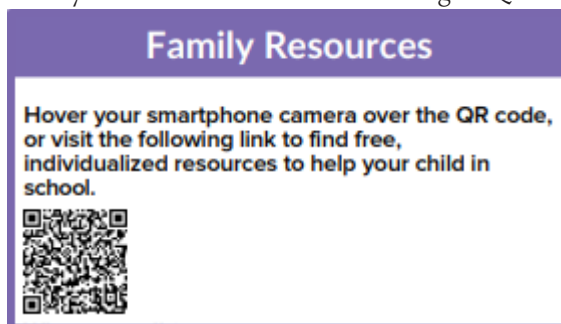 Family Resources
Hover your smartphone camera over the QR code,
or visit the following link to find free,
individualized resources to help your child in
school.